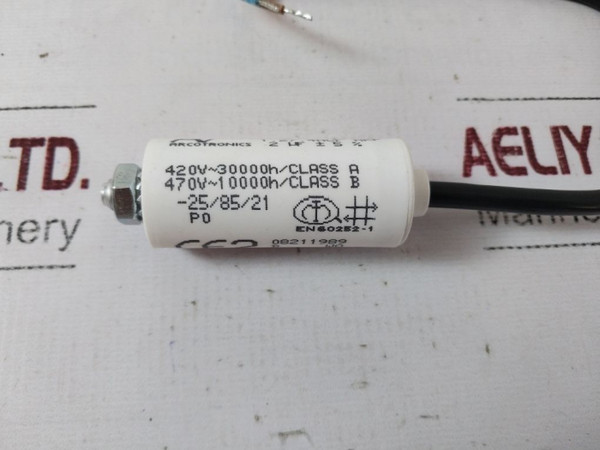 ARCOTRONICS 2 µF ± 5 %
420V~30000h/CLASS A
470V~10000h/CLASS B
-25/85/21
P0
EN60252-1
08211989
LTD.
AELIY
Machinery